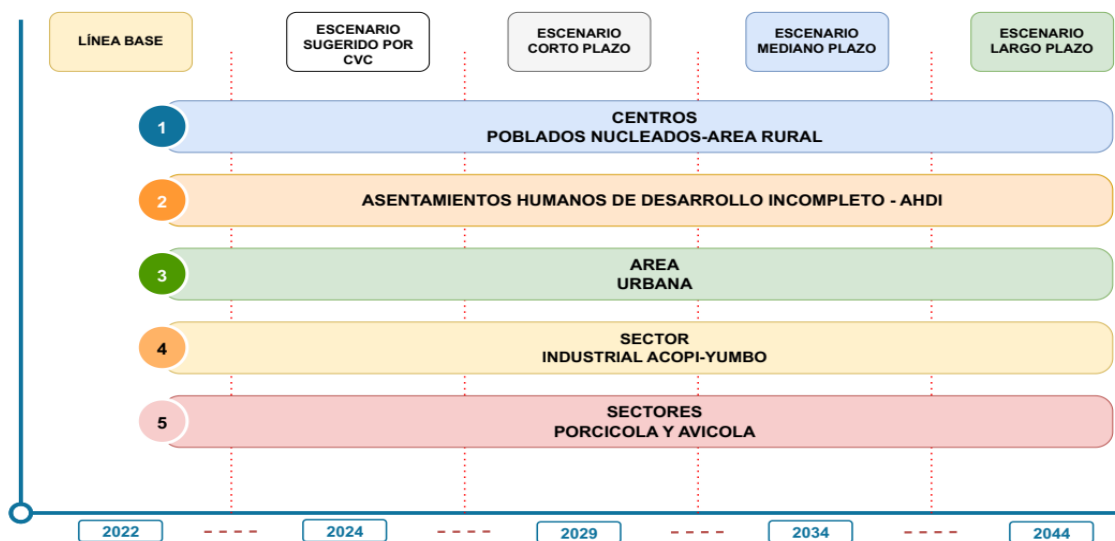 LÍNEA BASE
ESCENARIO
SUGERIDO POR
CVC
ESCENARIO
CORTO PLAZO
ESCENARIO
MEDIANO PLAZO
ESCENARIO
LARGO PLAZO
1
CENTROS
POBLADOS NUCLEADOS-AREA RURAL
2
ASENTAMIENTOS HUMANOS DE DESARROLLO INCOMPLETO - AHDI
3
AREA
URBANA
4
SECTOR
INDUSTRIAL ACOPI-YUMBO
5
SECTORES
PORCICOLA Y AVICOLA
2022
2024
2029
2034
2044